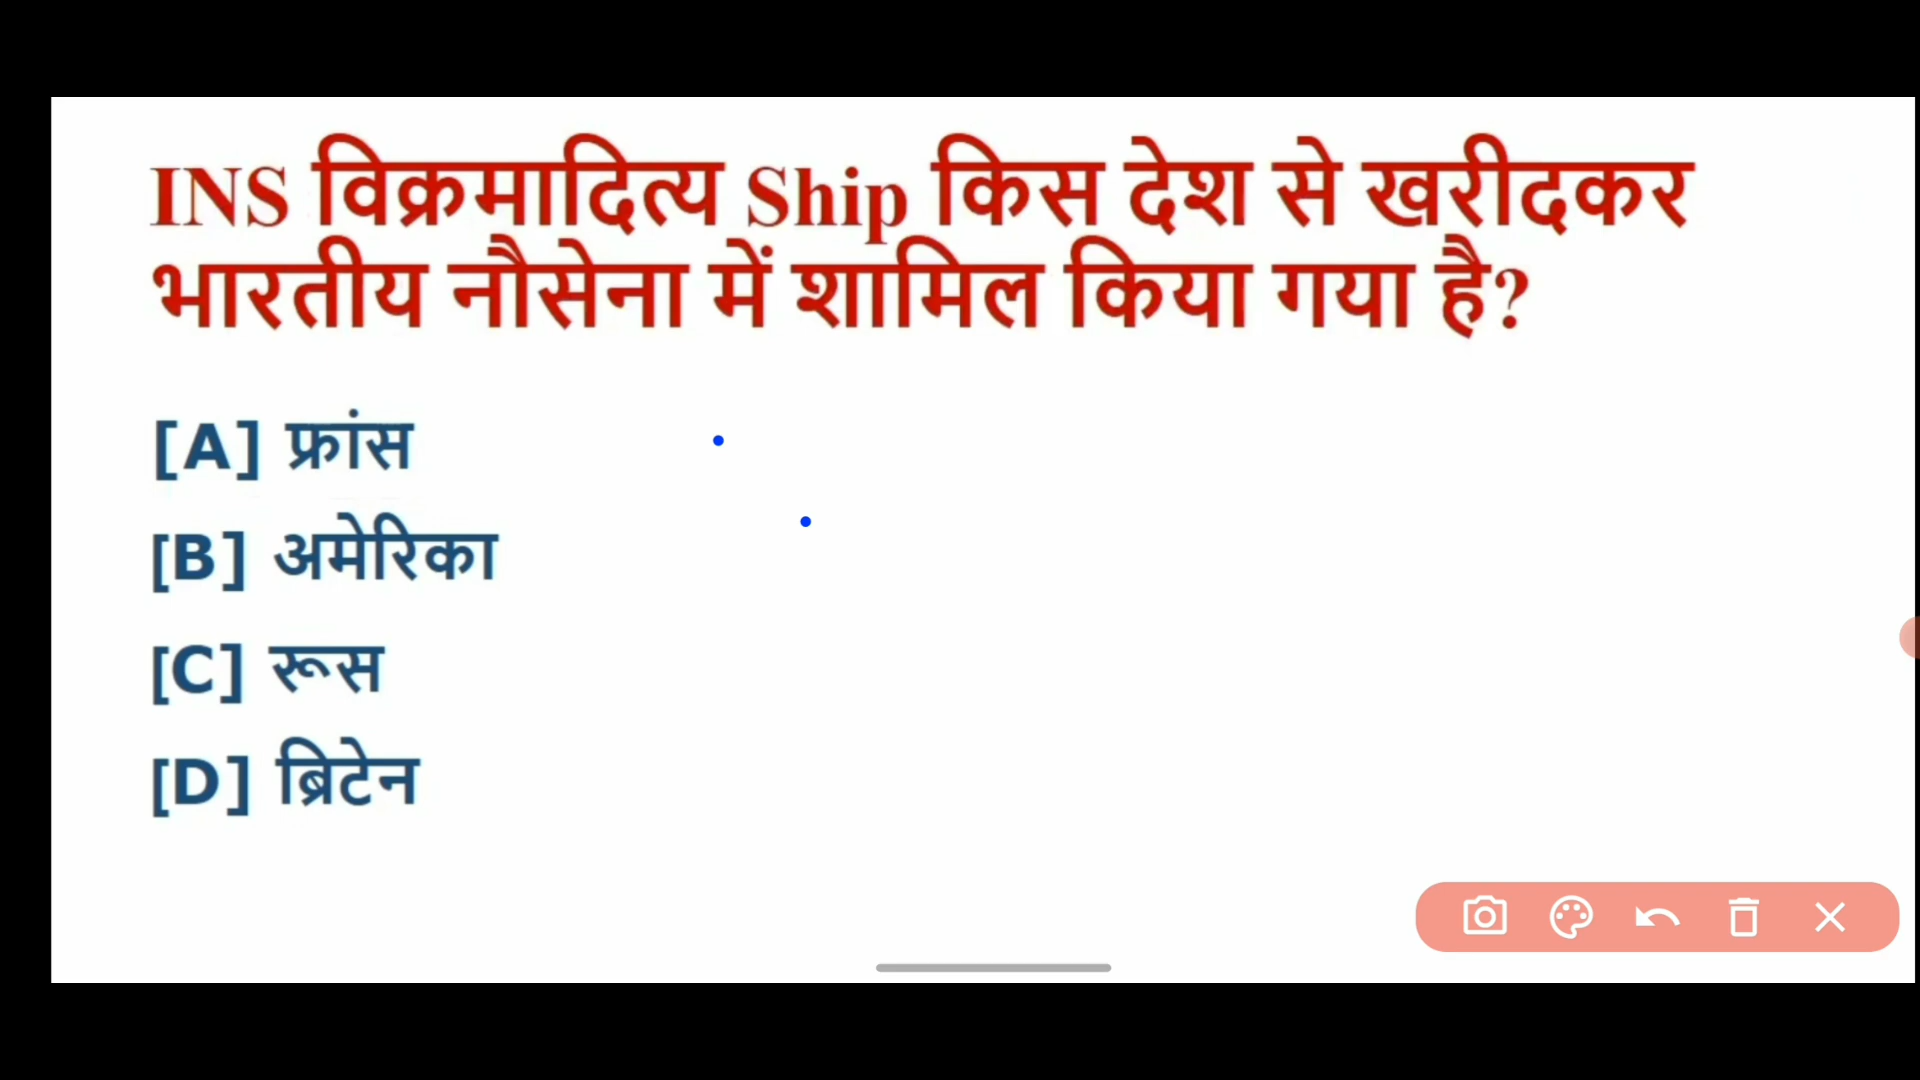 INS विक्रमादित्य Ship किस देश से खरीदकर
भारतीय नौसेना में शामिल किया गया है?
[A] फ्रांस
[B] अमेरिका
[C] रूस
[D] ब्रिटेन